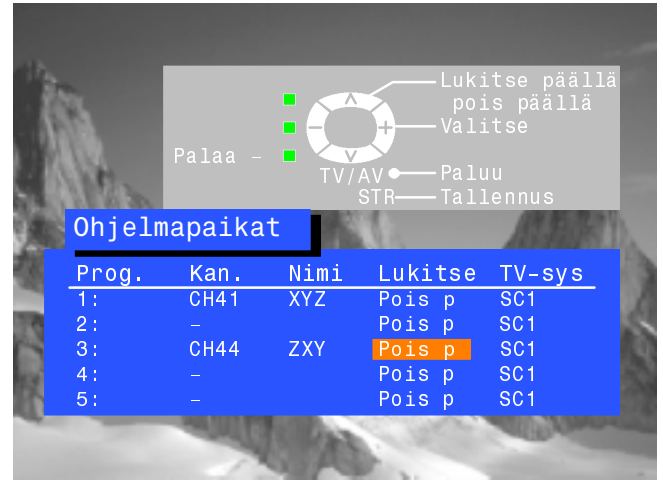 Lukitse päällä
pois päällä
Valitse
Palaa –
TV/AV Paluu
STR Tallennus
Ohjelmapaikat
Prog. Kan. Nimi Lukitse TV-sys
1: CH41 XYZ Pois p SC1
2: – Pois p SC1
3: CH44 ZXY Pois p SC1
4: – Pois p SC1
5: – Pois p SC1